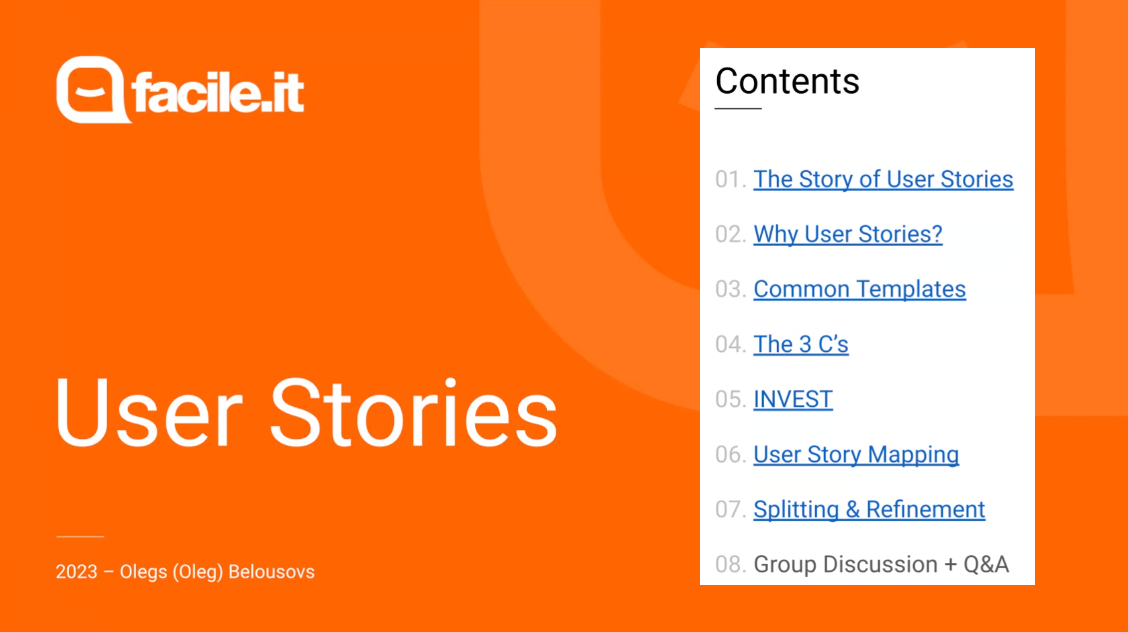 facile.it
User Stories
2023 – Olegs (Oleg) Belousovs
Contents
01. The Story of User Stories
02. Why User Stories?
03. Common Templates
04. The 3 C’s
05. INVEST
06. User Story Mapping
07. Splitting & Refinement
08. Group Discussion + Q&A